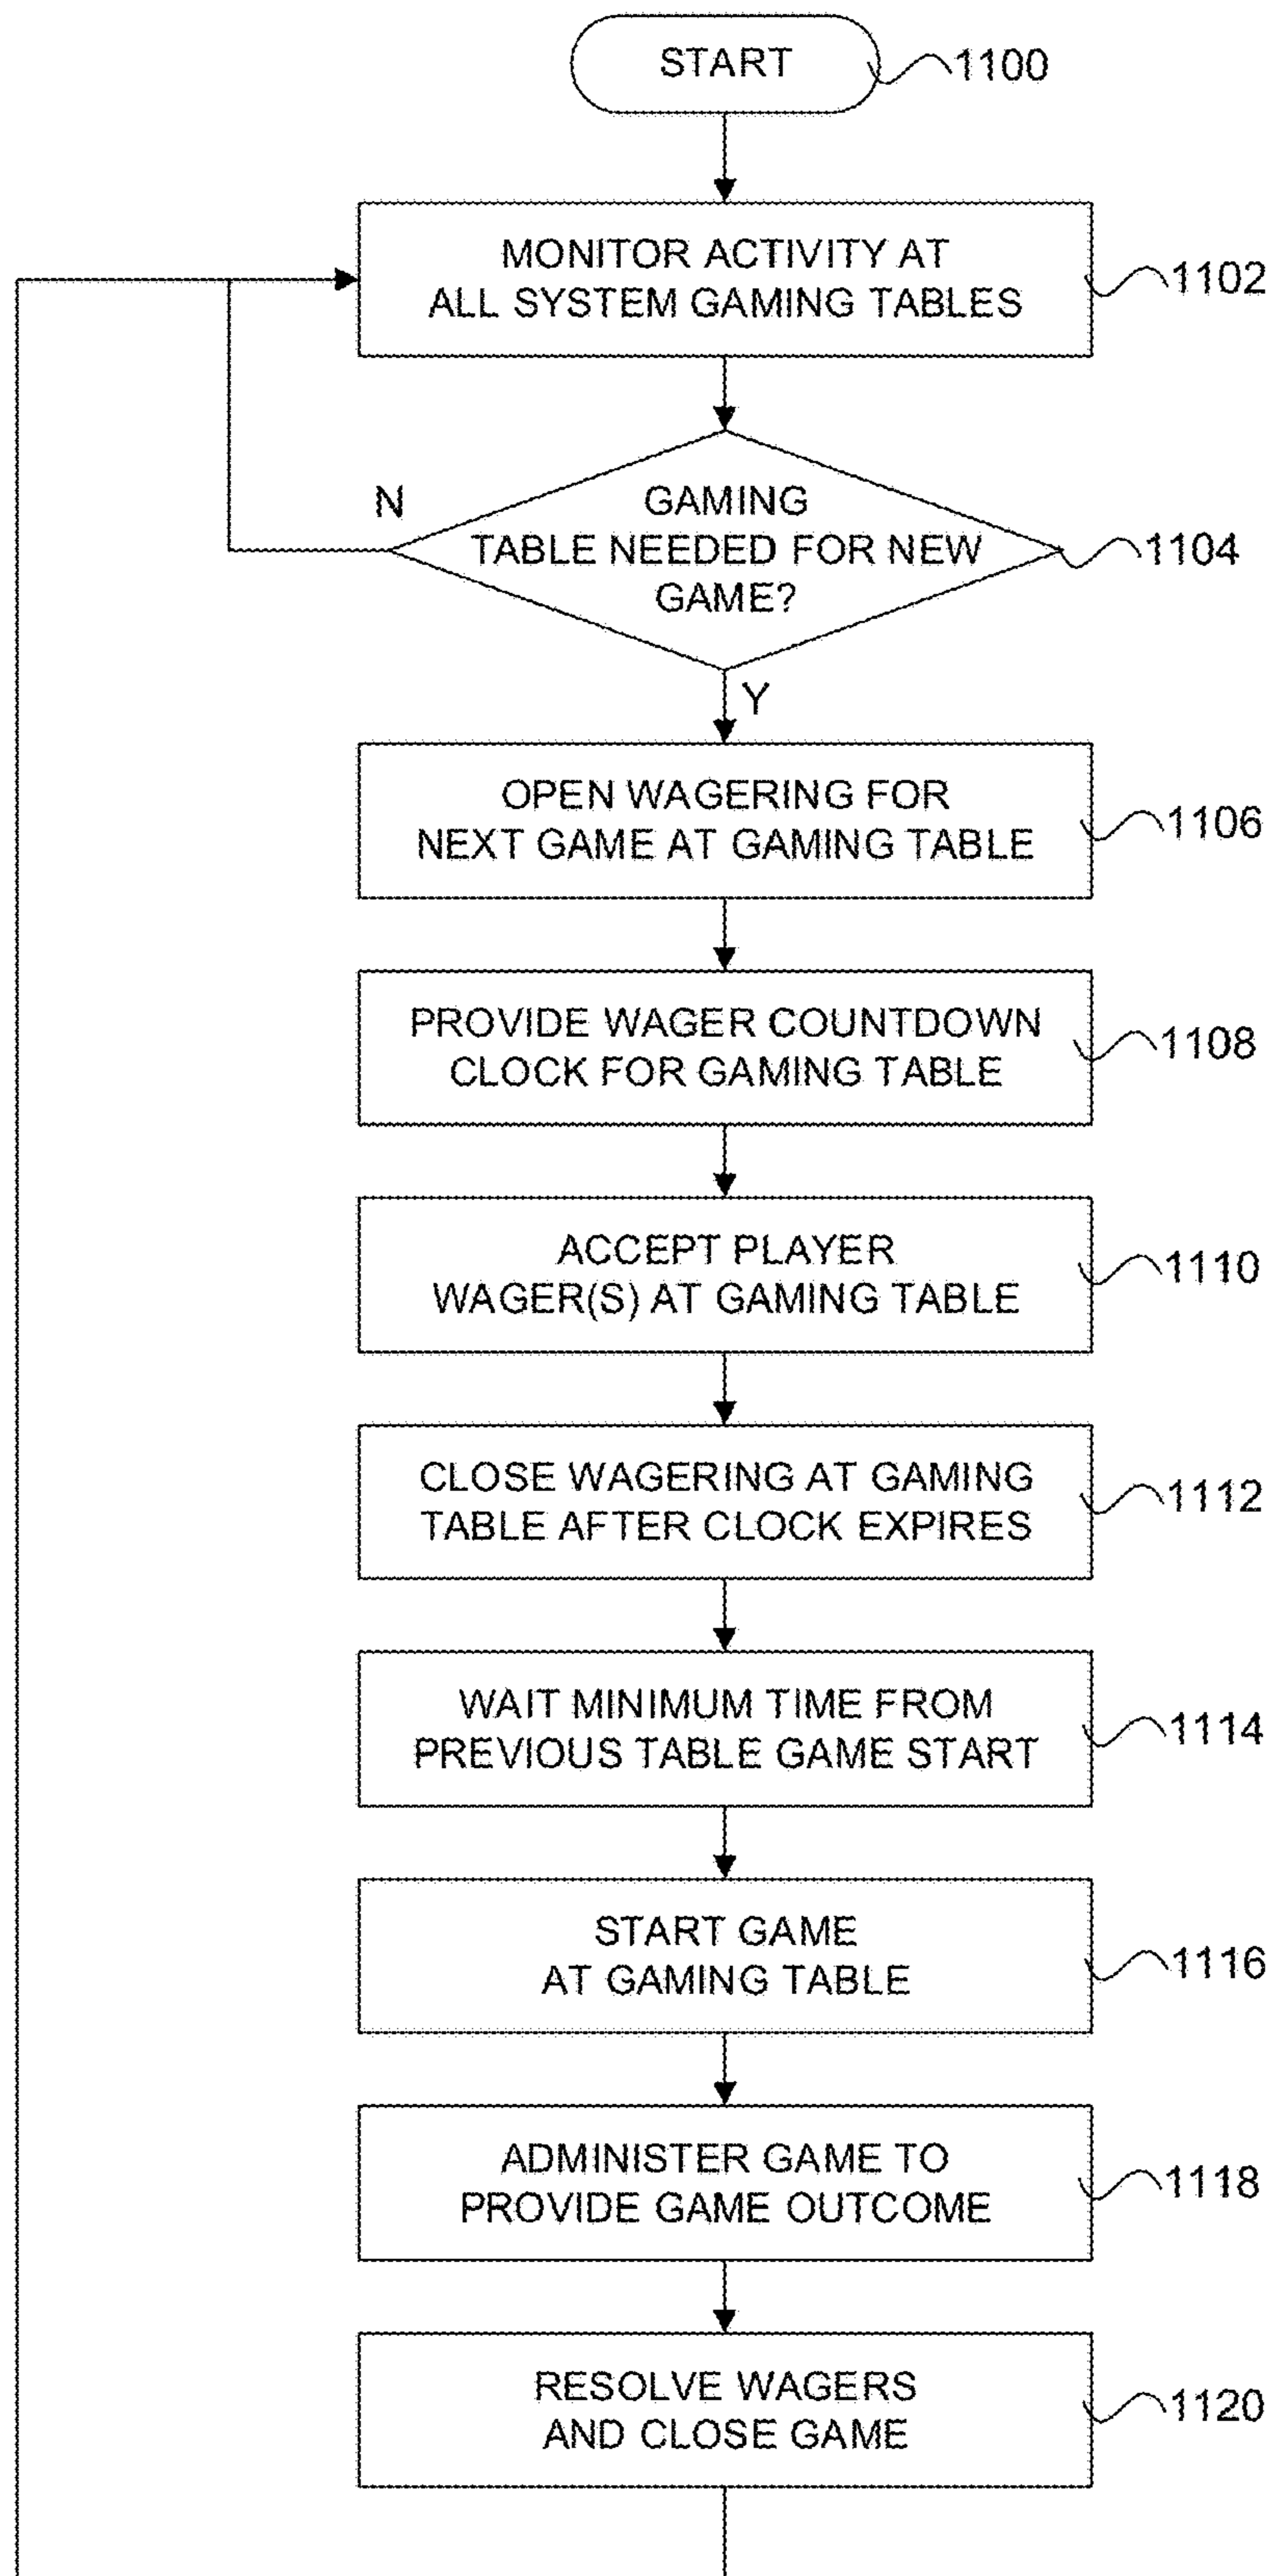 START
1100
MONITOR ACTIVITY AT
ALL SYSTEM GAMING TABLES
1102
N
GAMING
TABLE NEEDED FOR NEW
GAME?
1104
Y
OPEN WAGERING FOR
NEXT GAME AT GAMING TABLE
1106
PROVIDE WAGER COUNTDOWN
CLOCK FOR GAMING TABLE
1108
ACCEPT PLAYER
WAGER(S) AT GAMING TABLE
1110
CLOSE WAGERING AT GAMING
TABLE AFTER CLOCK EXPIRES
1112
WAIT MINIMUM TIME FROM
PREVIOUS TABLE GAME START
1114
START GAME
AT GAMING TABLE
1116
ADMINISTER GAME TO
PROVIDE GAME OUTCOME
1118
RESOLVE WAGERS
AND CLOSE GAME
1120